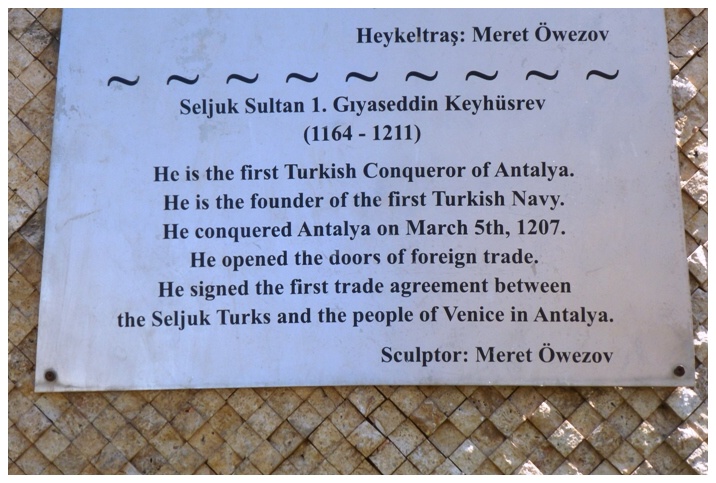 Heykeltraş: Meret Öwezov
~ ~ ~ ~ ~ ~ ~ ~ ~
Seljuk Sultan 1. Gıyaseddin Keyhüsrev
(1164 - 1211)
He is the first Turkish Conqueror of Antalya.
He is the founder of the first Turkish Navy.
He conquered Antalya on March 5th, 1207.
He opened the doors of foreign trade.
He signed the first trade agreement between
the Seljuk Turks and the people of Venice in Antalya.
Sculptor: Meret Öwezov